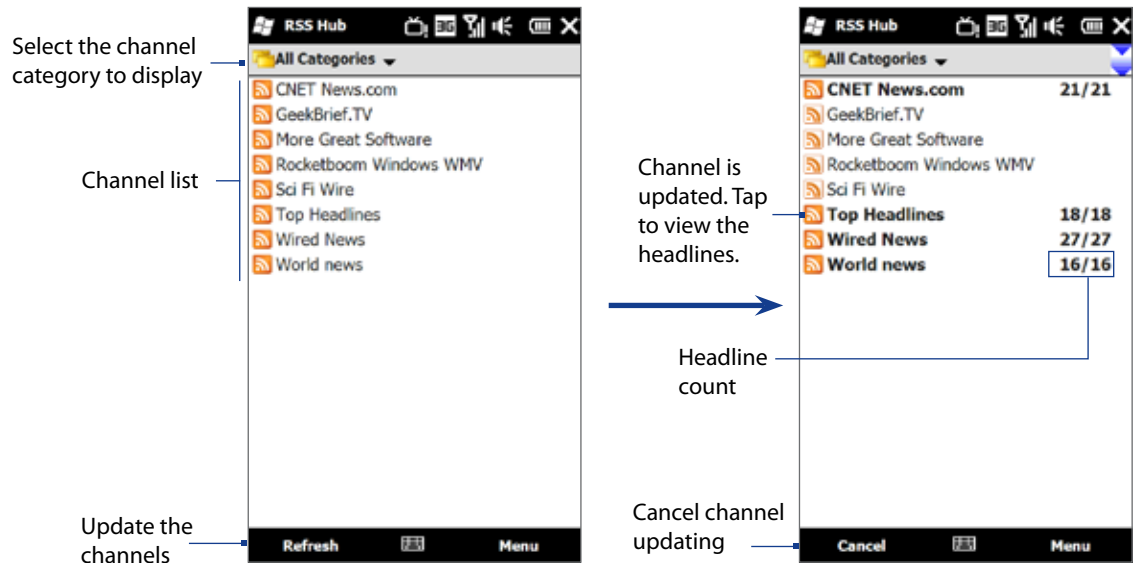 RSS Hub
3G
Select the channel
category to display
All Categories
CNET News.com
GeekBrief.TV
More Great Software
Rocketboom Windows WMV
Sci Fi Wire
Top Headlines
Wired News
World news
Channel list
Update the
channels
Refresh
Menu
RSS Hub
3G
All Categories
CNET News.com 21/21
GeekBrief.TV
More Great Software
Rocketboom Windows WMV
Sci Fi Wire
Top Headlines 18/18
Wired News 27/27
World news 16/16
Channel is
updated. Tap
to view the
headlines.
Headline
count
Cancel channel
updating
Cancel
Menu